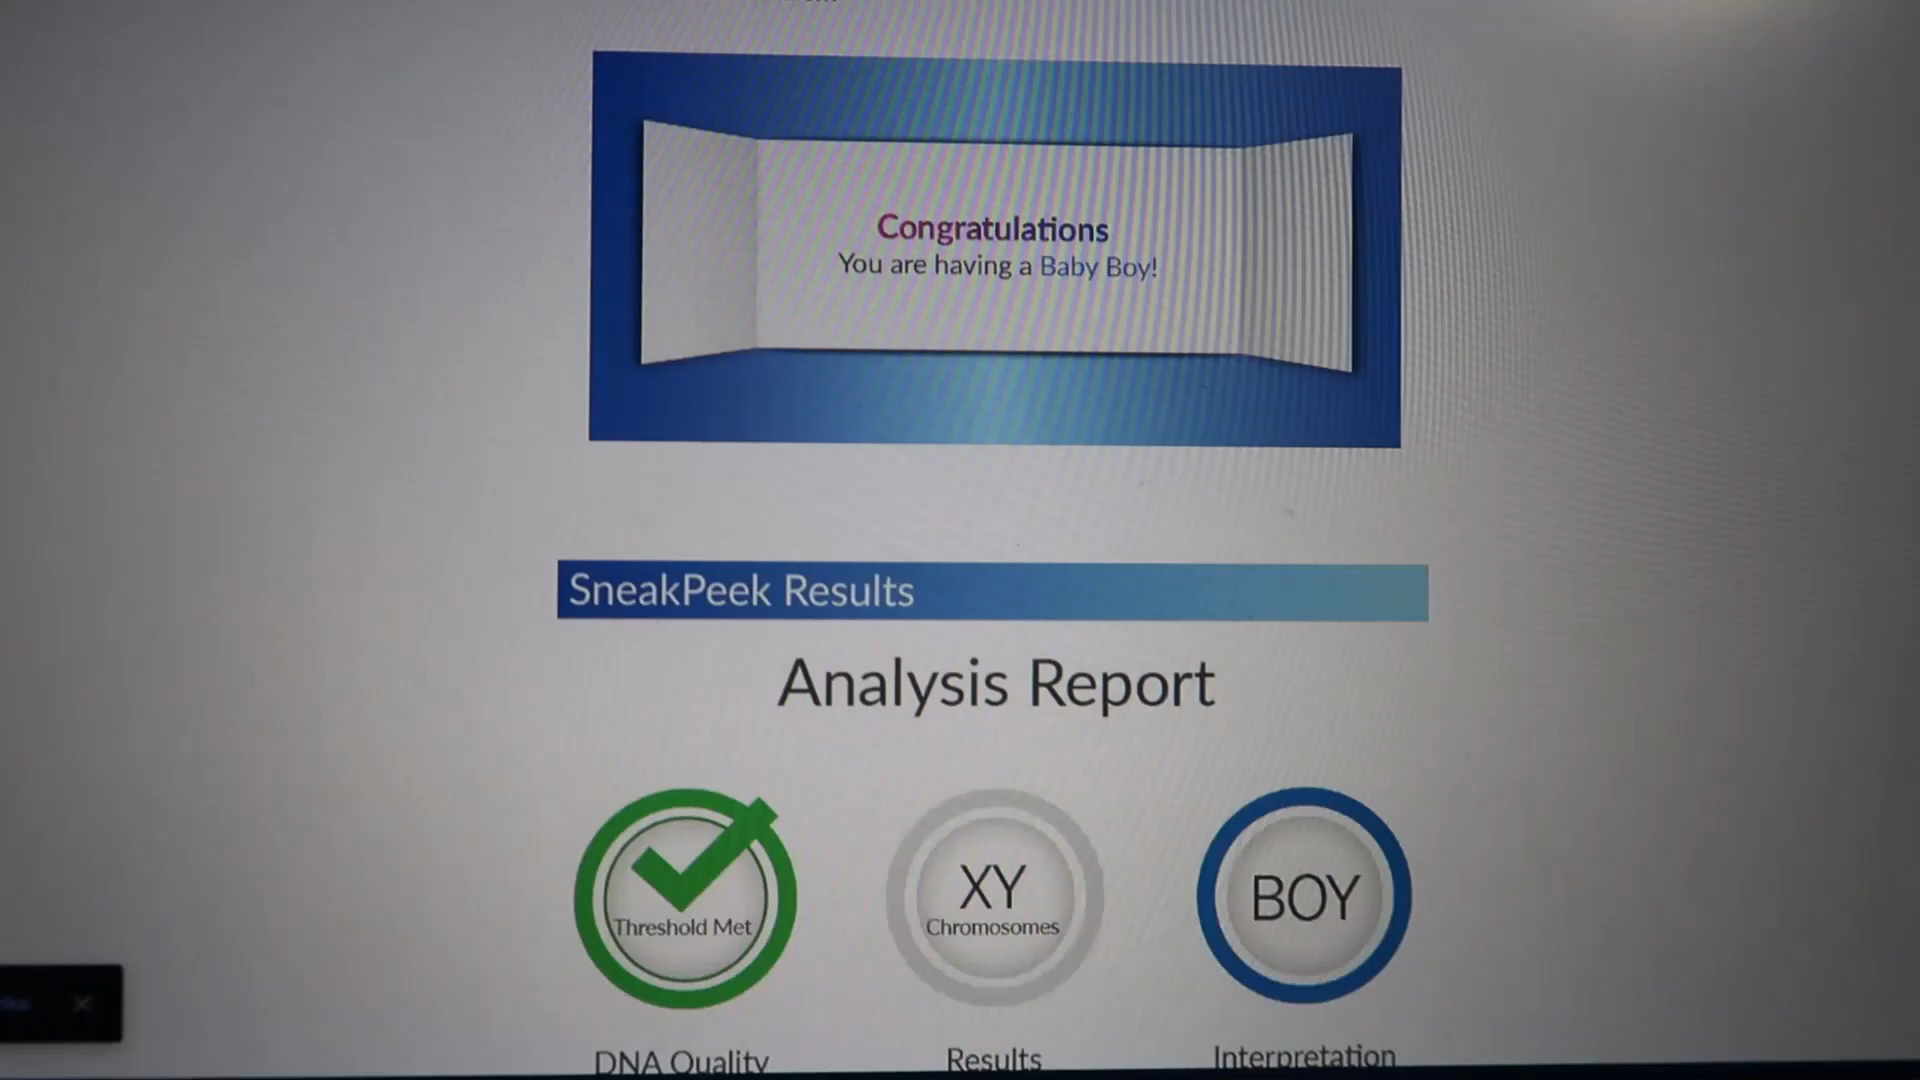 Congratulations
You are having a Baby Boy!
SneakPeek Results
Analysis Report
Threshold Met
XY
Chromosomes
BOY
DNA Quality
Results
Interpretation